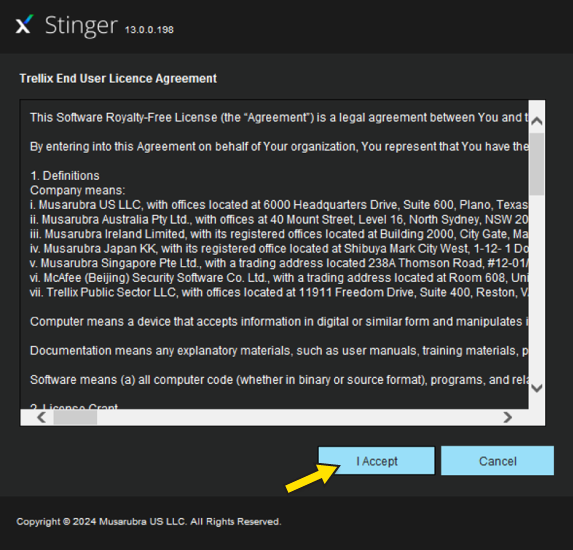 Stinger 13.0.0.198
Trellix End User Licence Agreement
This Software Royalty-Free License (the “Agreement”) is a legal agreement between You and
By entering into this Agreement on behalf of Your organization, You represent that You have the
1. Definitions
Company means:
i. Musarubra US LLC, with offices located at 6000 Headquarters Drive, Suite 600, Plano, Texas
ii. Musarubra Australia Pty Ltd., with offices at 40 Mount Street, Level 16, North Sydney, NSW 20
iii. Musarubra Ireland Limited, with its registered offices located at Building 2000, City Gate, Ma
iv. Musarubra Japan KK, with its registered office located at Shibuya Mark City West, 1-12- 1 Do
v. Musarubra Singapore Pte Ltd., with a trading address located 238A Thomson Road, #12-01/
vi. McAfee (Beijing) Security Software Co. Ltd., with a trading address located at Room 608, Uni
vii. Trellix Public Sector LLC, with offices located at 11911 Freedom Drive, Suite 400, Reston, V
Computer means a device that accepts information in digital or similar form and manipulates i
Documentation means any explanatory materials, such as user manuals, training materials, p
Software means (a) all computer code (whether in binary or source format), programs, and rel
2. License Grant
I Accept
Cancel
Copyright © 2024 Musarubra US LLC. All Rights Reserved.